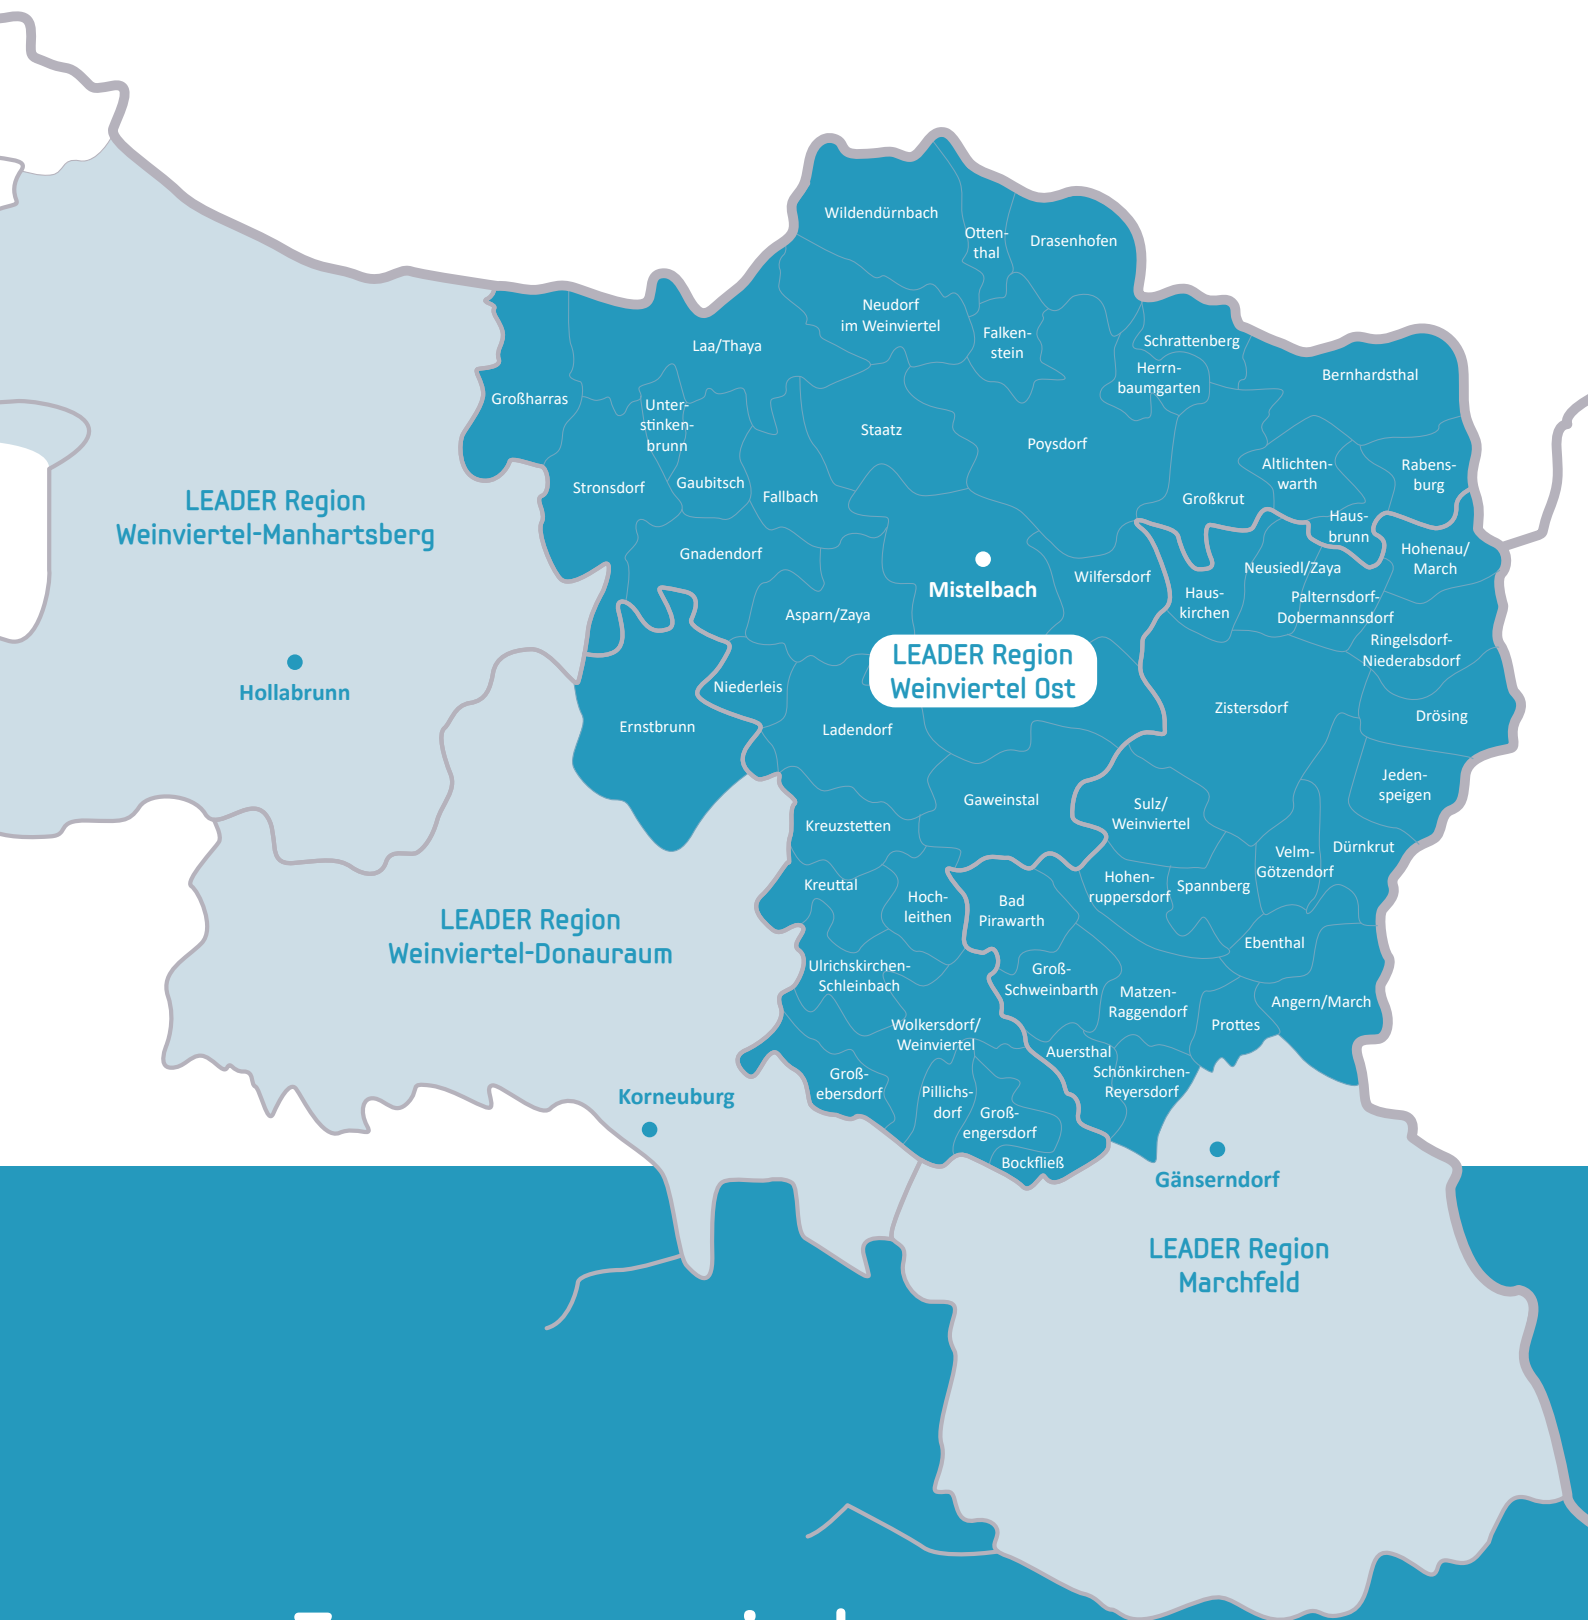 Wildendürnbach
Otten-
thal
Drasenhofen
Neudorf
im Weinviertel
Falken-
stein
Schrattenberg
Laa/Thaya
Herrn-
baumgarten
Bernhardsthal
Großharras
Unter-
stinken-
brunn
Staatz
Poysdorf
Altlichten-
warth
Rabens-
burg
Stronsdorf
Gaubitsch
Fallbach
Großkrut
LEADER Region
Weinviertel-Manhartsberg
Haus-
brunn
Gnadendorf
Hohenau/
March
Neusiedl/Zaya
Wilfersdorf
Mistelbach
Haus-
kirchen
Palternsdorf-
Dobermannsdorf
Asparn/Zaya
Ringelsdorf-
Niederabsdorf
LEADER Region
Weinviertel Ost
Hollabrunn
Niederleis
Zistersdorf
Drösing
Ernstbrunn
Ladendorf
Jeden-
speigen
Gaweinstal
Sulz/
Weinviertel
Kreuzstetten
Dürnkrut
Velm-
Götzendorf
Kreuttal
Hohen-
ruppersdorf
Spannberg
Hoch-
leithen
Bad
Pirawarth
LEADER Region
Weinviertel-Donauraum
Ebenthal
Ulrichskirchen-
Schleinbach
Groß-
Schweinbarth
Matzen-
Raggendorf
Angern/March
Wolkersdorf/
Weinviertel
Prottes
Auersthal
Schönkirchen-
Reyersdorf
Groß-
ebersdorf
Pillichs-
dorf
Groß-
engersdorf
Korneuburg
Bockfließ
Gänserndorf
LEADER Region
Marchfeld